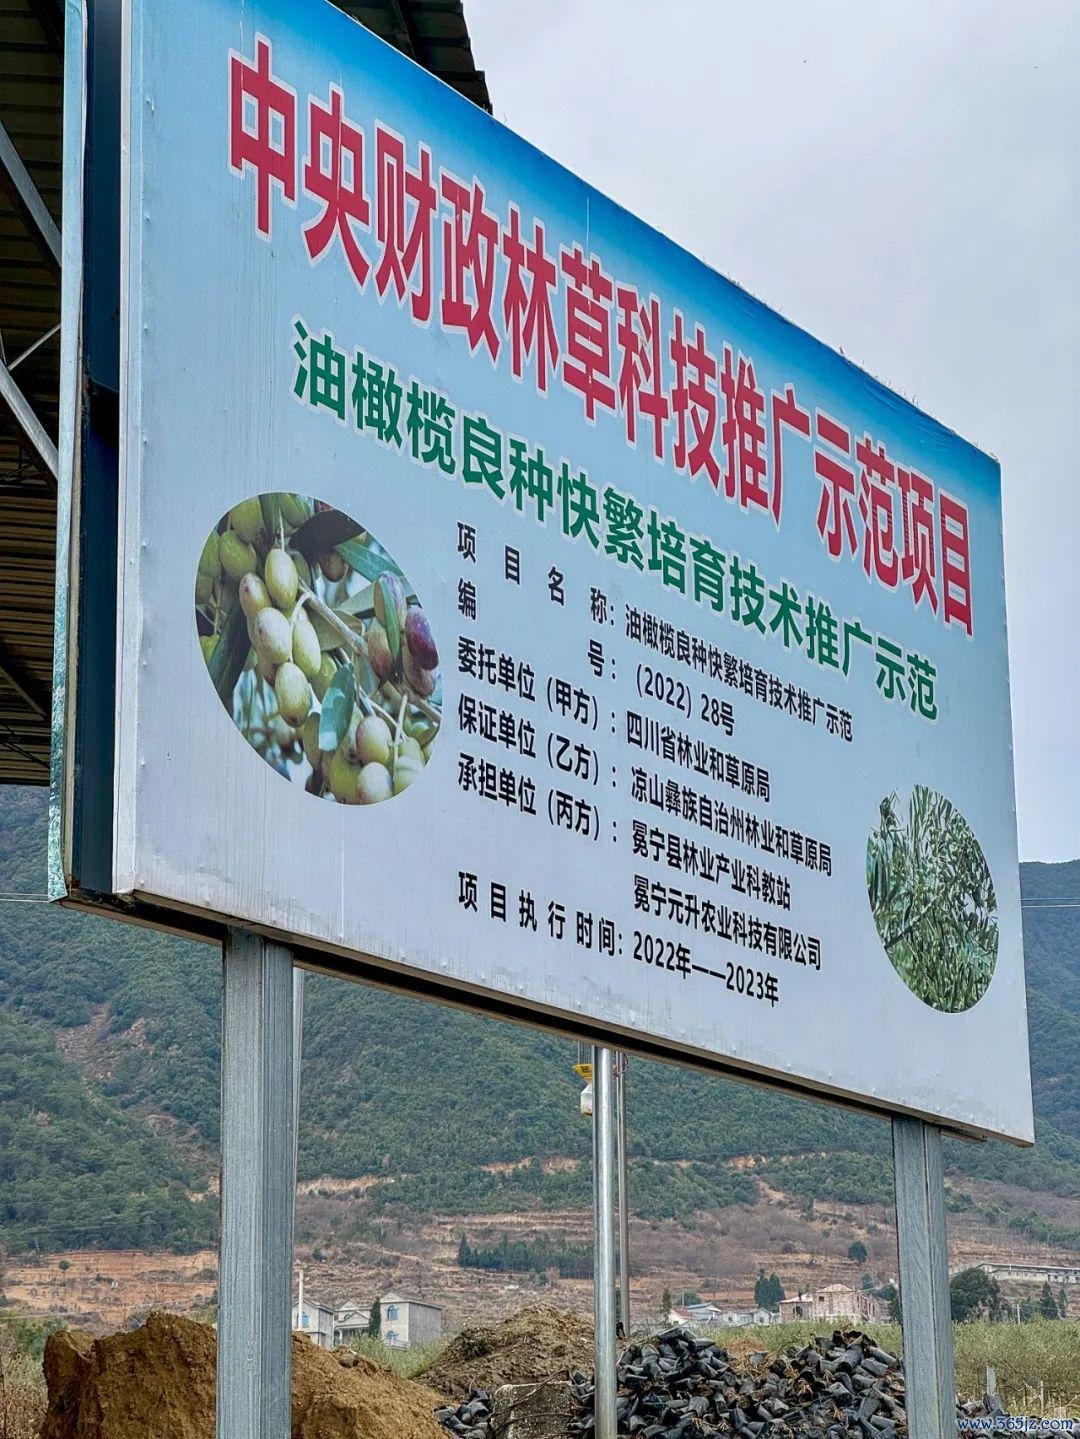 中央财政林草科技推广示范项目
油橄榄良种快繁培育技术推广示范
项目名称：油橄榄良种快繁培育技术推广示范
编号：（2022）28号
委托单位（甲方）：四川省林业和草原局
保证单位（乙方）：凉山彝族自治州林业和草原局
承担单位（丙方）：冕宁县林业产业科教站
冕宁元升农业科技有限公司
项目执行时间：2022年——2023年
www.365jz.com